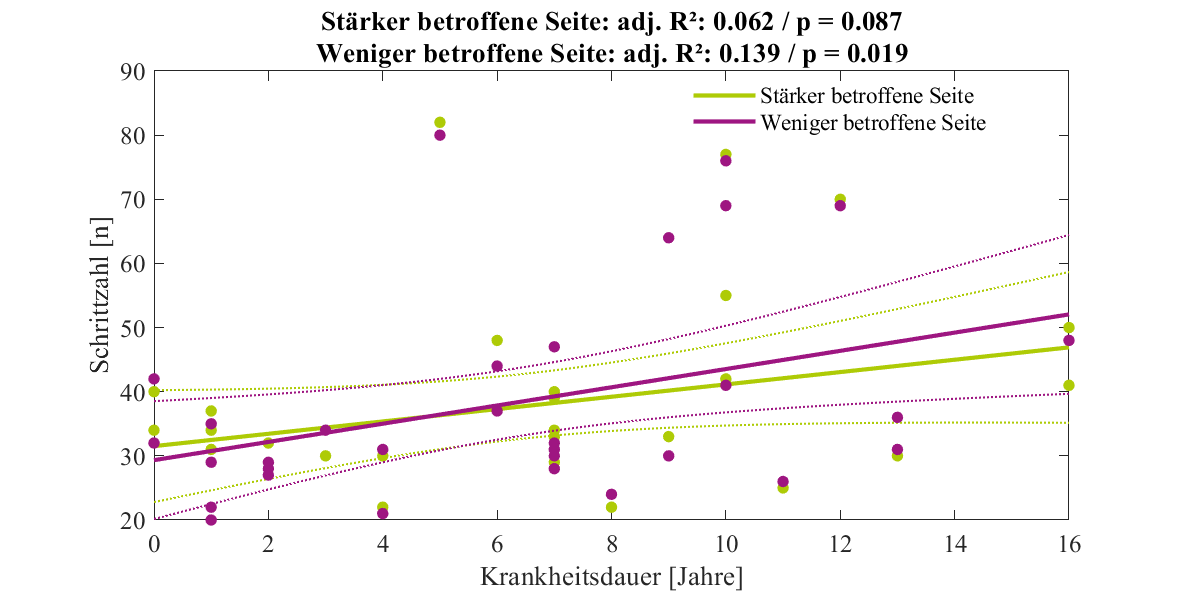 Stärker betroffene Seite: adj. R²: 0.062 / p = 0.087
Weniger betroffene Seite: adj. R²: 0.139 / p = 0.019
90
80
70
60
50
40
30
20
Schrittzahl [n]
Stärker betroffene Seite
Weniger betroffene Seite
0 2 4 6 8 10 12 14 16
Krankheitsdauer [Jahre]